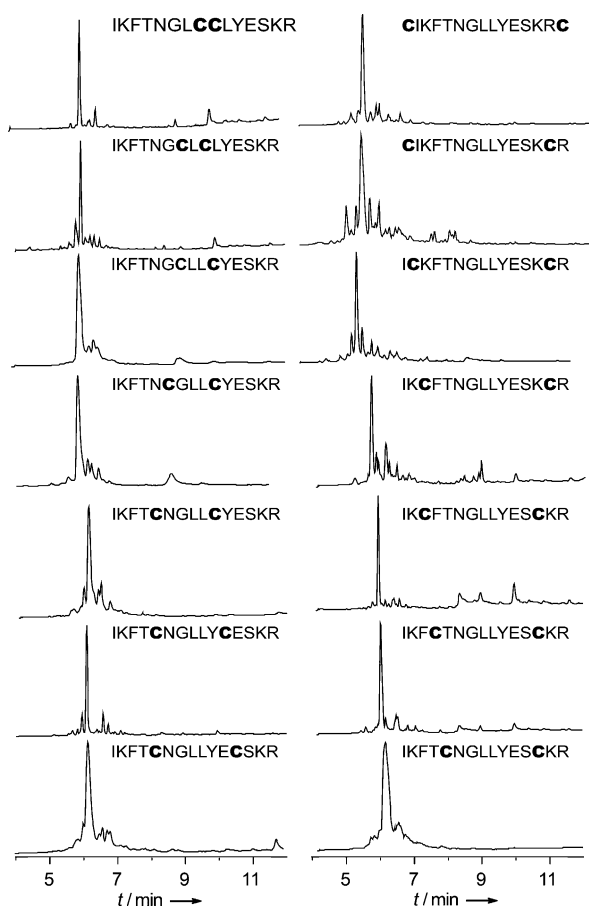 IKFTNGLCCLYESKR
IKFTNGCLCLYESKR
IKFTNGCLLCYESKR
IKFTNCGLLCYESKR
IKFTCNGLLCYESKR
IKFTCNGLLYCESKR
IKFTCNGLLYECSKR
5 7 9 11
t / min
CIKFTNGLLYESKRC
CIKFTNGLLYESKCR
ICKFTNGLLYESKCR
IKCFTNGLLYESKCR
IKCFTNGLLYESCKR
IKFCTNGLLYESCKR
IKFTCNGLLYESCKR
5 7 9 11
t / min